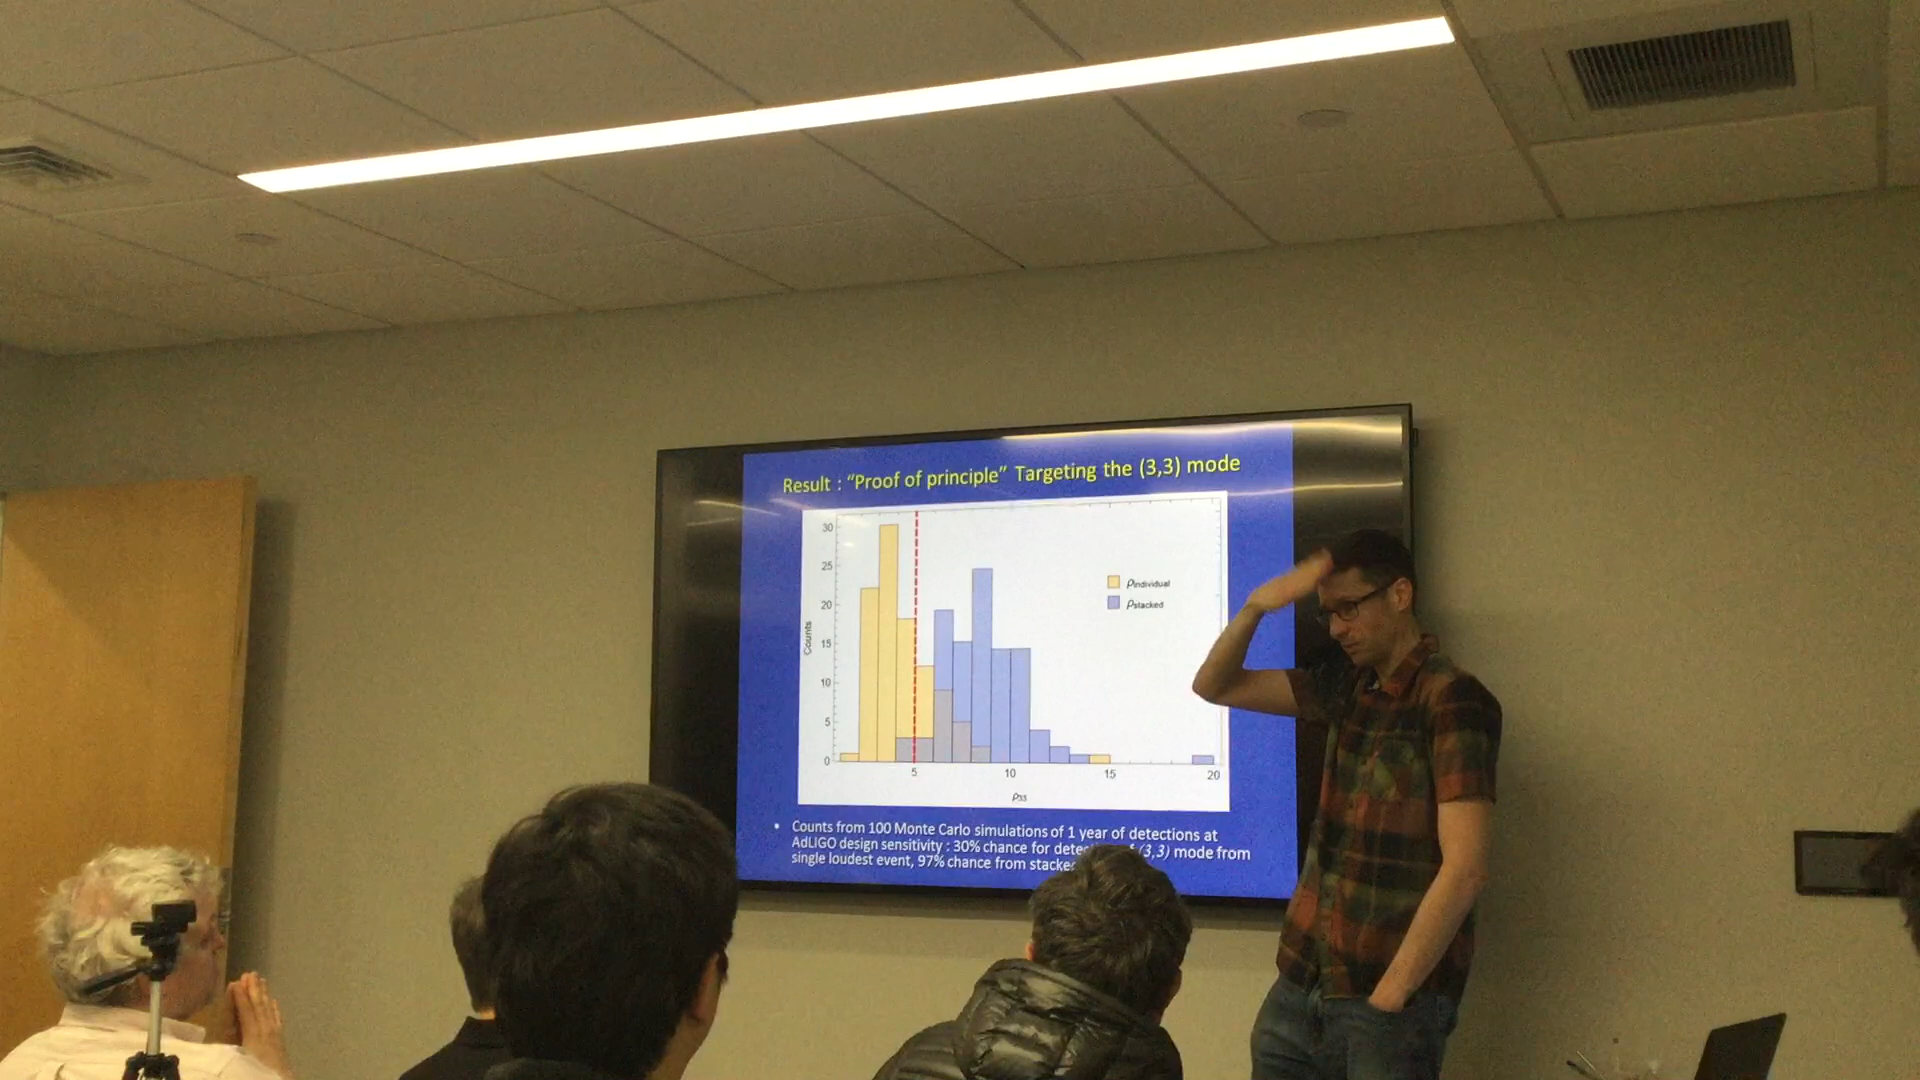 Result : “Proof of principle” Targeting the (3,3) mode
30
25
20
15
10
5
0
Counts
ρindividual
ρstacked
5
10
15
20
ρ33
• Counts from 100 Monte Carlo simulations of 1 year of detections at
AdLIGO design sensitivity : 30% chance for (3,3) mode from
single loudest event, 97% chance from